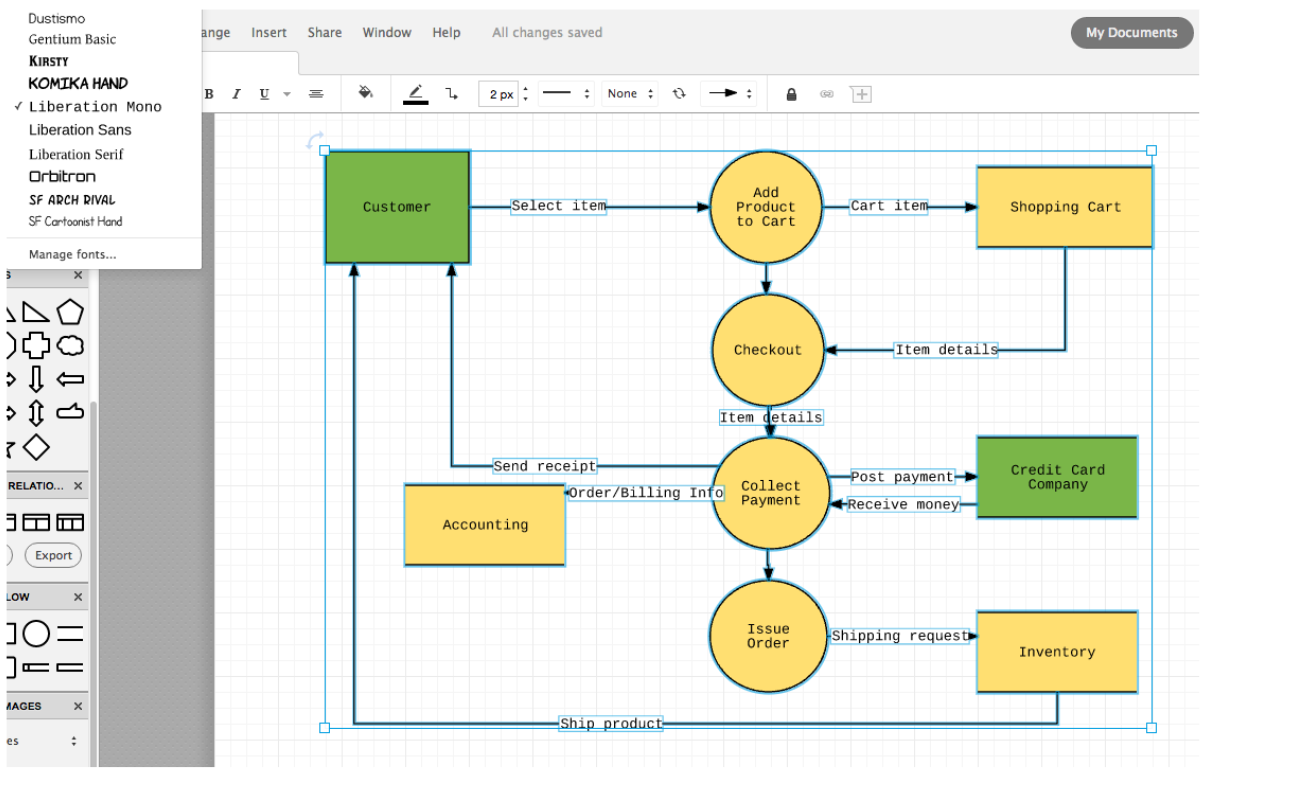 Dustismo
Gentium Basic
KIRSTY
KOMIKA HAND
✓ Liberation Mono
Liberation Sans
Liberation Serif
Orbitron
SF ARCH RIVAL
SF Cartoonist Hand
Manage fonts...
ange Insert Share Window Help All changes saved
My Documents
B I U 2 px None
S X
RELATIO... X
Export
LOW X
MAGES X
es
Customer
Select item
Add
Product
to Cart
Cart item
Shopping Cart
Checkout
Item details
Item details
Send receipt
Order/Billing Info
Accounting
Collect
Payment
Post payment
Receive money
Credit Card
Company
Issue
Order
Shipping request
Inventory
Ship product